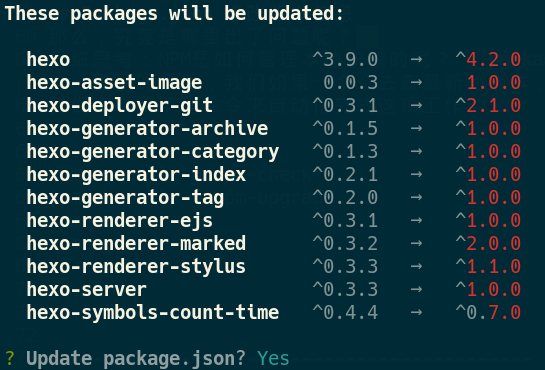 These packages will be updated:
hexo ^3.9.0 → ^4.2.0
hexo-asset-image 0.0.3 → 1.0.0
hexo-deployer-git ^0.3.1 → ^2.1.0
hexo-generator-archive ^0.1.5 → ^1.0.0
hexo-generator-category ^0.1.3 → ^1.0.0
hexo-generator-index ^0.2.1 → ^1.0.0
hexo-generator-tag ^0.2.0 → ^1.0.0
hexo-renderer-ejs ^0.3.1 → ^1.0.0
hexo-renderer-marked ^0.3.2 → ^2.0.0
hexo-renderer-stylus ^0.3.3 → ^1.1.0
hexo-server ^0.3.3 → ^1.0.0
hexo-symbols-count-time ^0.4.4 → ^0.7.0
? Update package.json? Yes